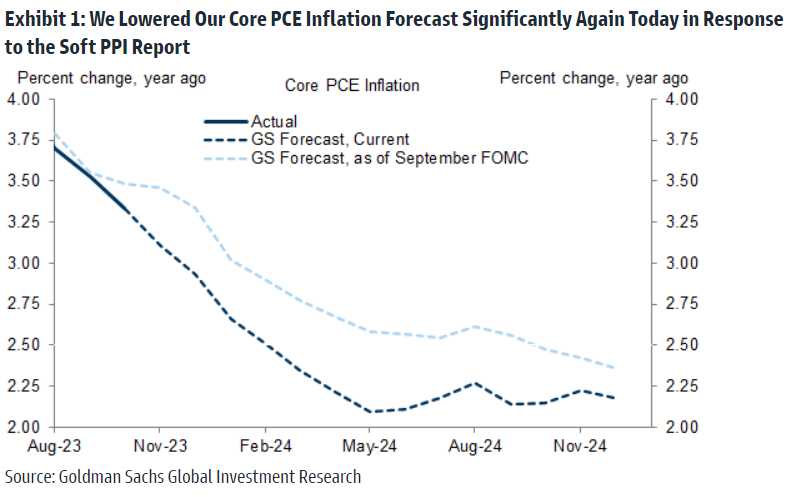 Exhibit 1: We Lowered Our Core PCE Inflation Forecast Significantly Again Today in Response
to the Soft PPI Report
Percent change, year ago
Core PCE Inflation
Percent change, year ago
Actual
GS Forecast, Current
GS Forecast, as of September FOMC
4.00 4.00
3.75 3.75
3.50 3.50
3.25 3.25
3.00 3.00
2.75 2.75
2.50 2.50
2.25 2.25
2.00 2.00
Aug-23 Nov-23 Feb-24 May-24 Aug-24 Nov-24
Source: Goldman Sachs Global Investment Research